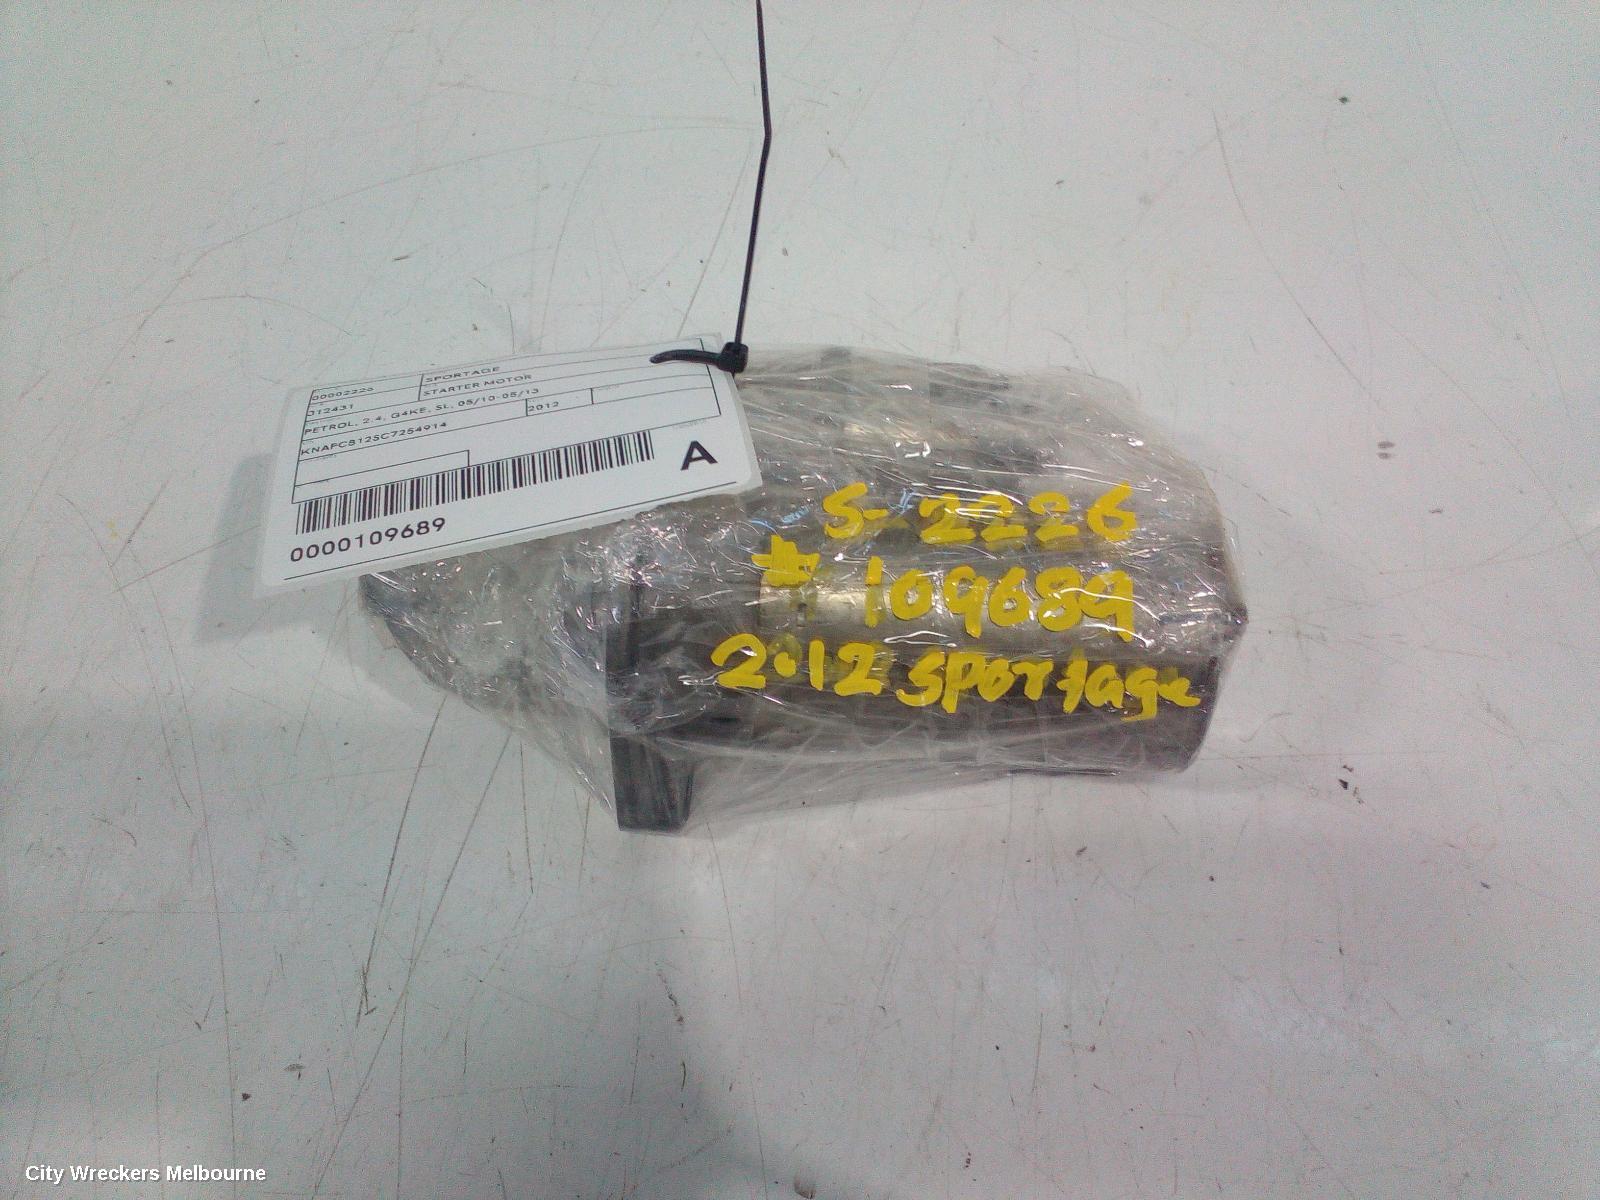 00002226 SPORTAGE
312431 STARTER MOTOR
PETROL, 2.4, G4KE, SL, 05/10-05/13
KNAPC812SC7254914 2012
A
0000109689
S-2226
# 109689
2012 Sportage
City Wreckers Melbourne